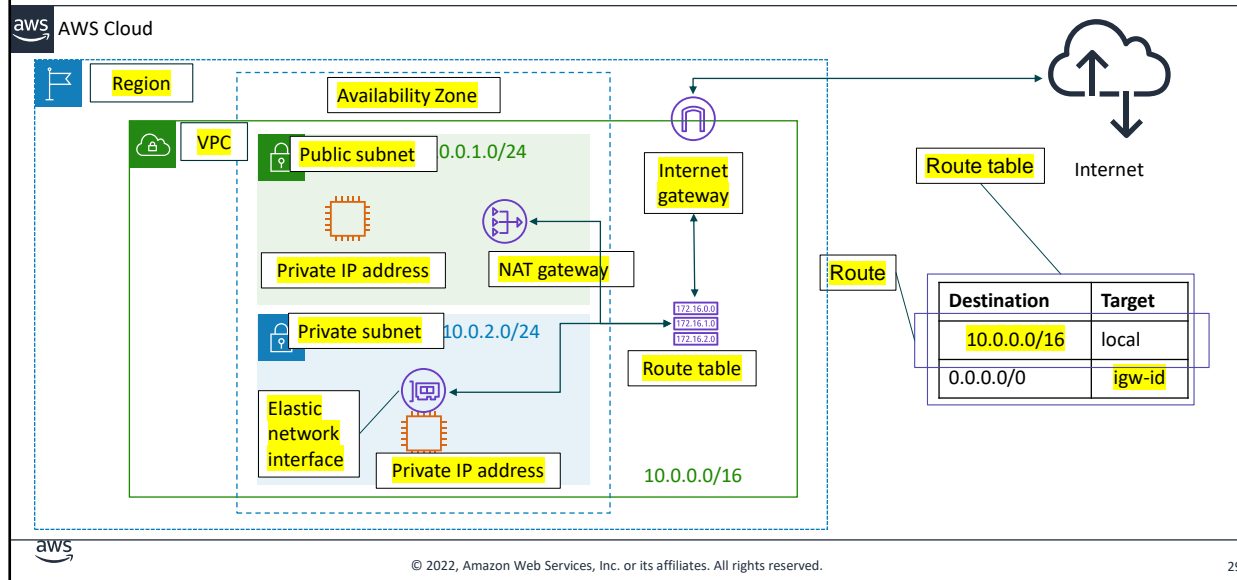 aws
AWS Cloud
Region
Availability Zone
VPC
Public subnet
0.0.1.0/24
Internet
gateway
Route table
Internet
Private IP address
NAT gateway
Route
Destination Target
10.0.0.0/16 local
0.0.0.0/0 igw-id
Private subnet
10.0.2.0/24
172.16.0.0
172.16.1.0
172.16.2.0
Route table
Elastic
network
interface
Private IP address
10.0.0.0/16
aws
© 2022, Amazon Web Services, Inc. or its affiliates. All rights reserved.
29